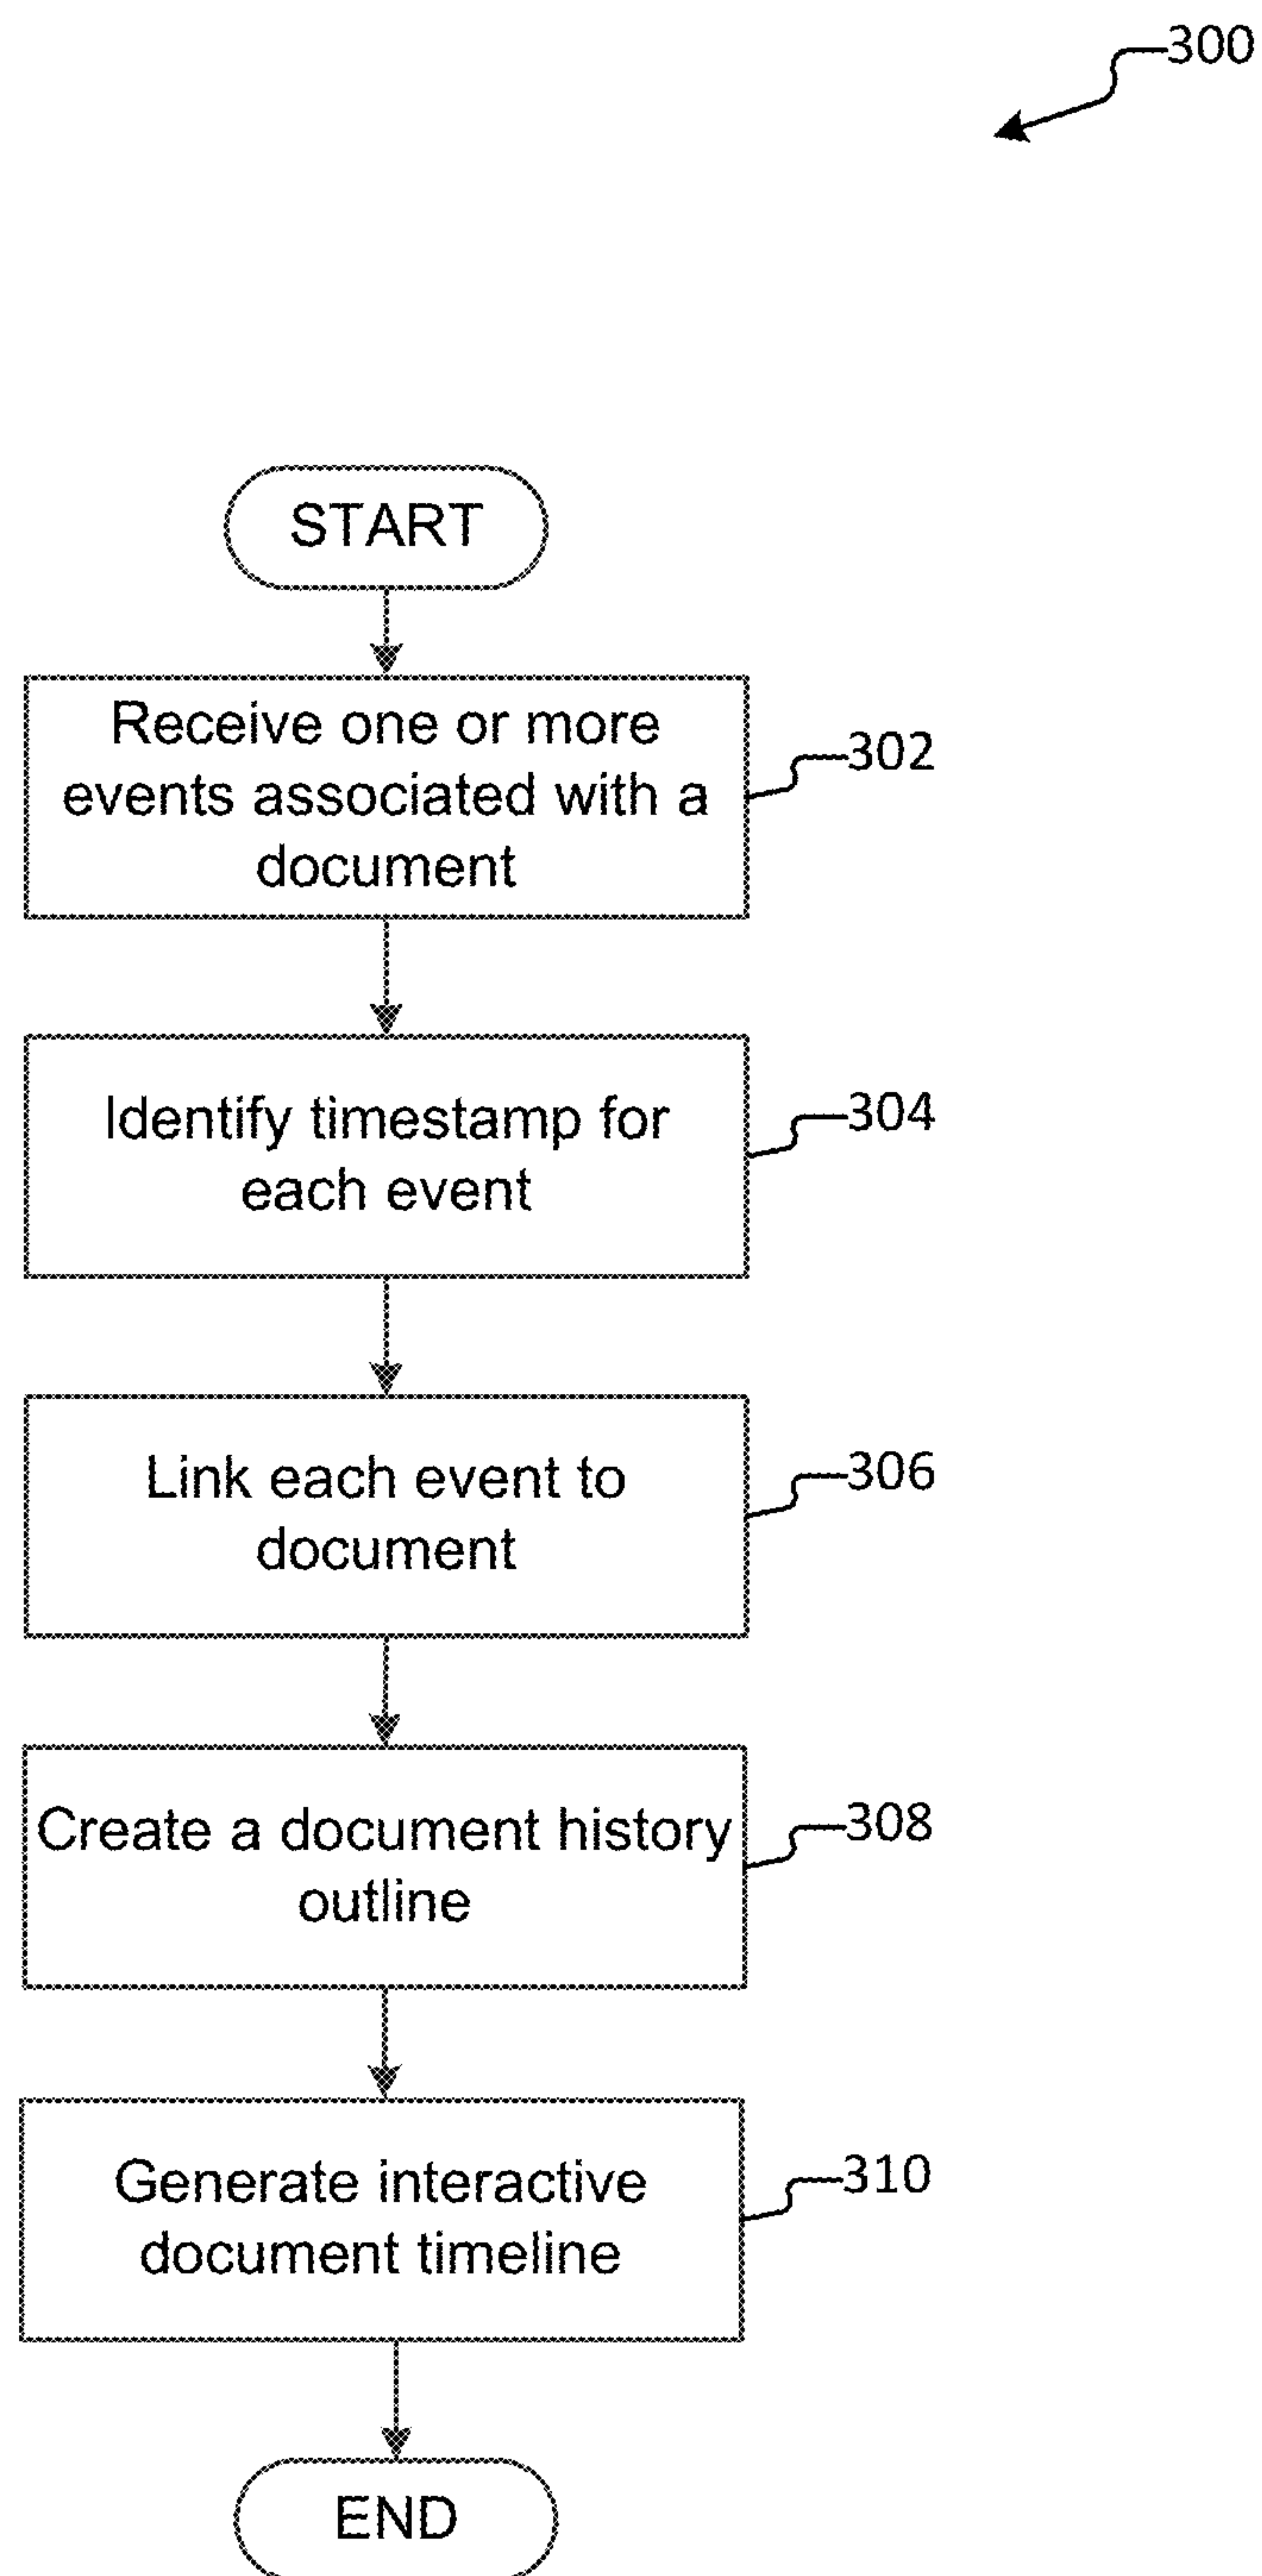 300
START
Receive one or more
events associated with a
document
302
Identify timestamp for
each event
304
Link each event to
document
306
Create a document history
outline
308
Generate interactive
document timeline
310
END